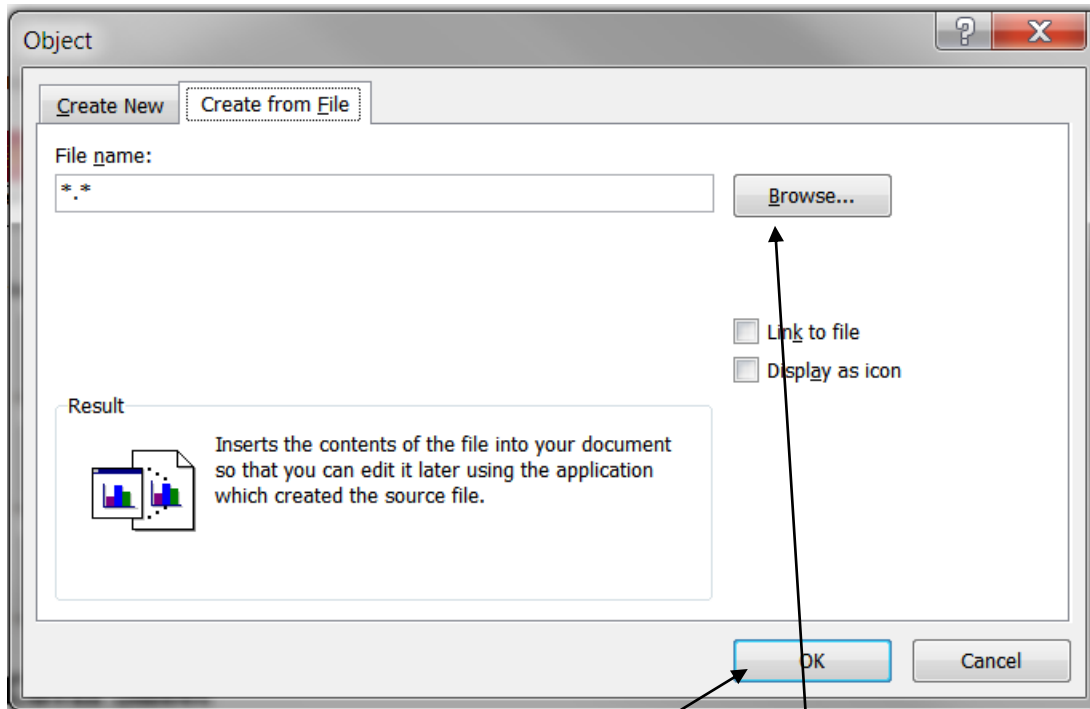 Object
Create New
Create from File
File name:
*.*
Browse...
Link to file
Display as icon
Result
Inserts the contents of the file into your document
so that you can edit it later using the application
which created the source file.
OK
Cancel